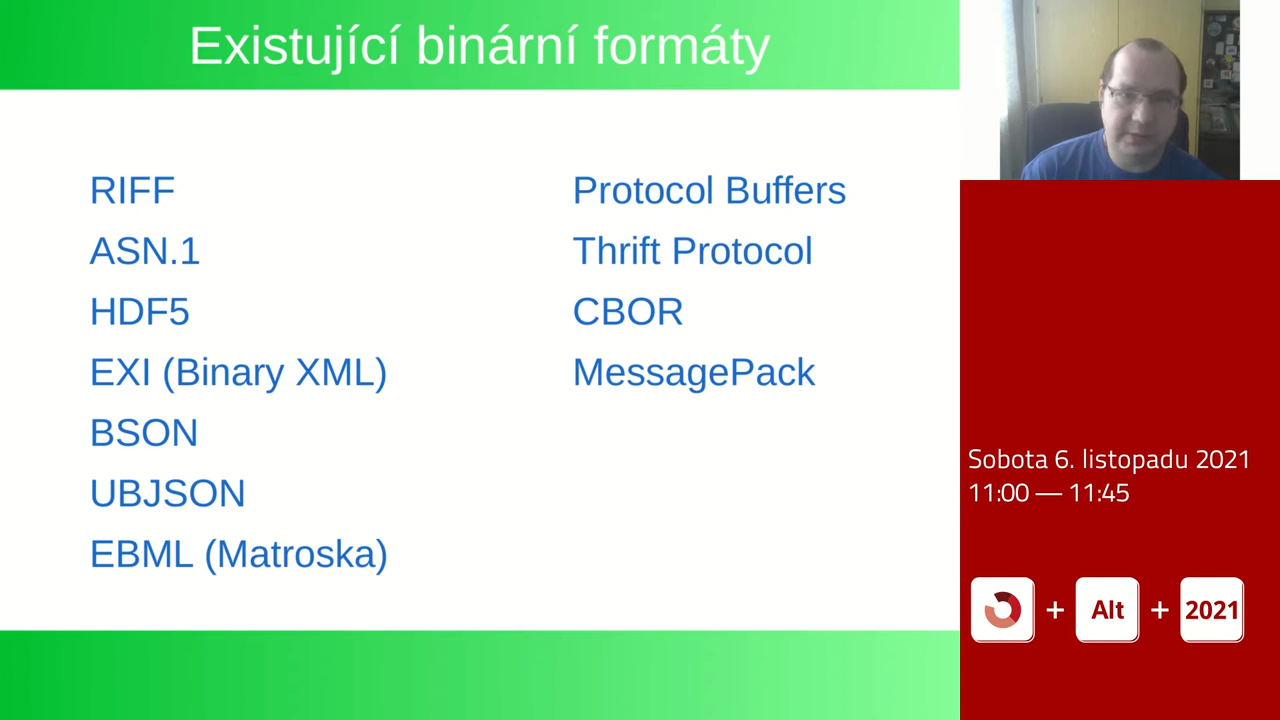 Existující binární formáty
RIFF
ASN.1
HDF5
EXI (Binary XML)
BSON
UBJSON
EBML (Matroska)
Protocol Buffers
Thrift Protocol
CBOR
MessagePack
Sobota 6. listopadu 2021
11:00 — 11:45
+ Alt + 2021